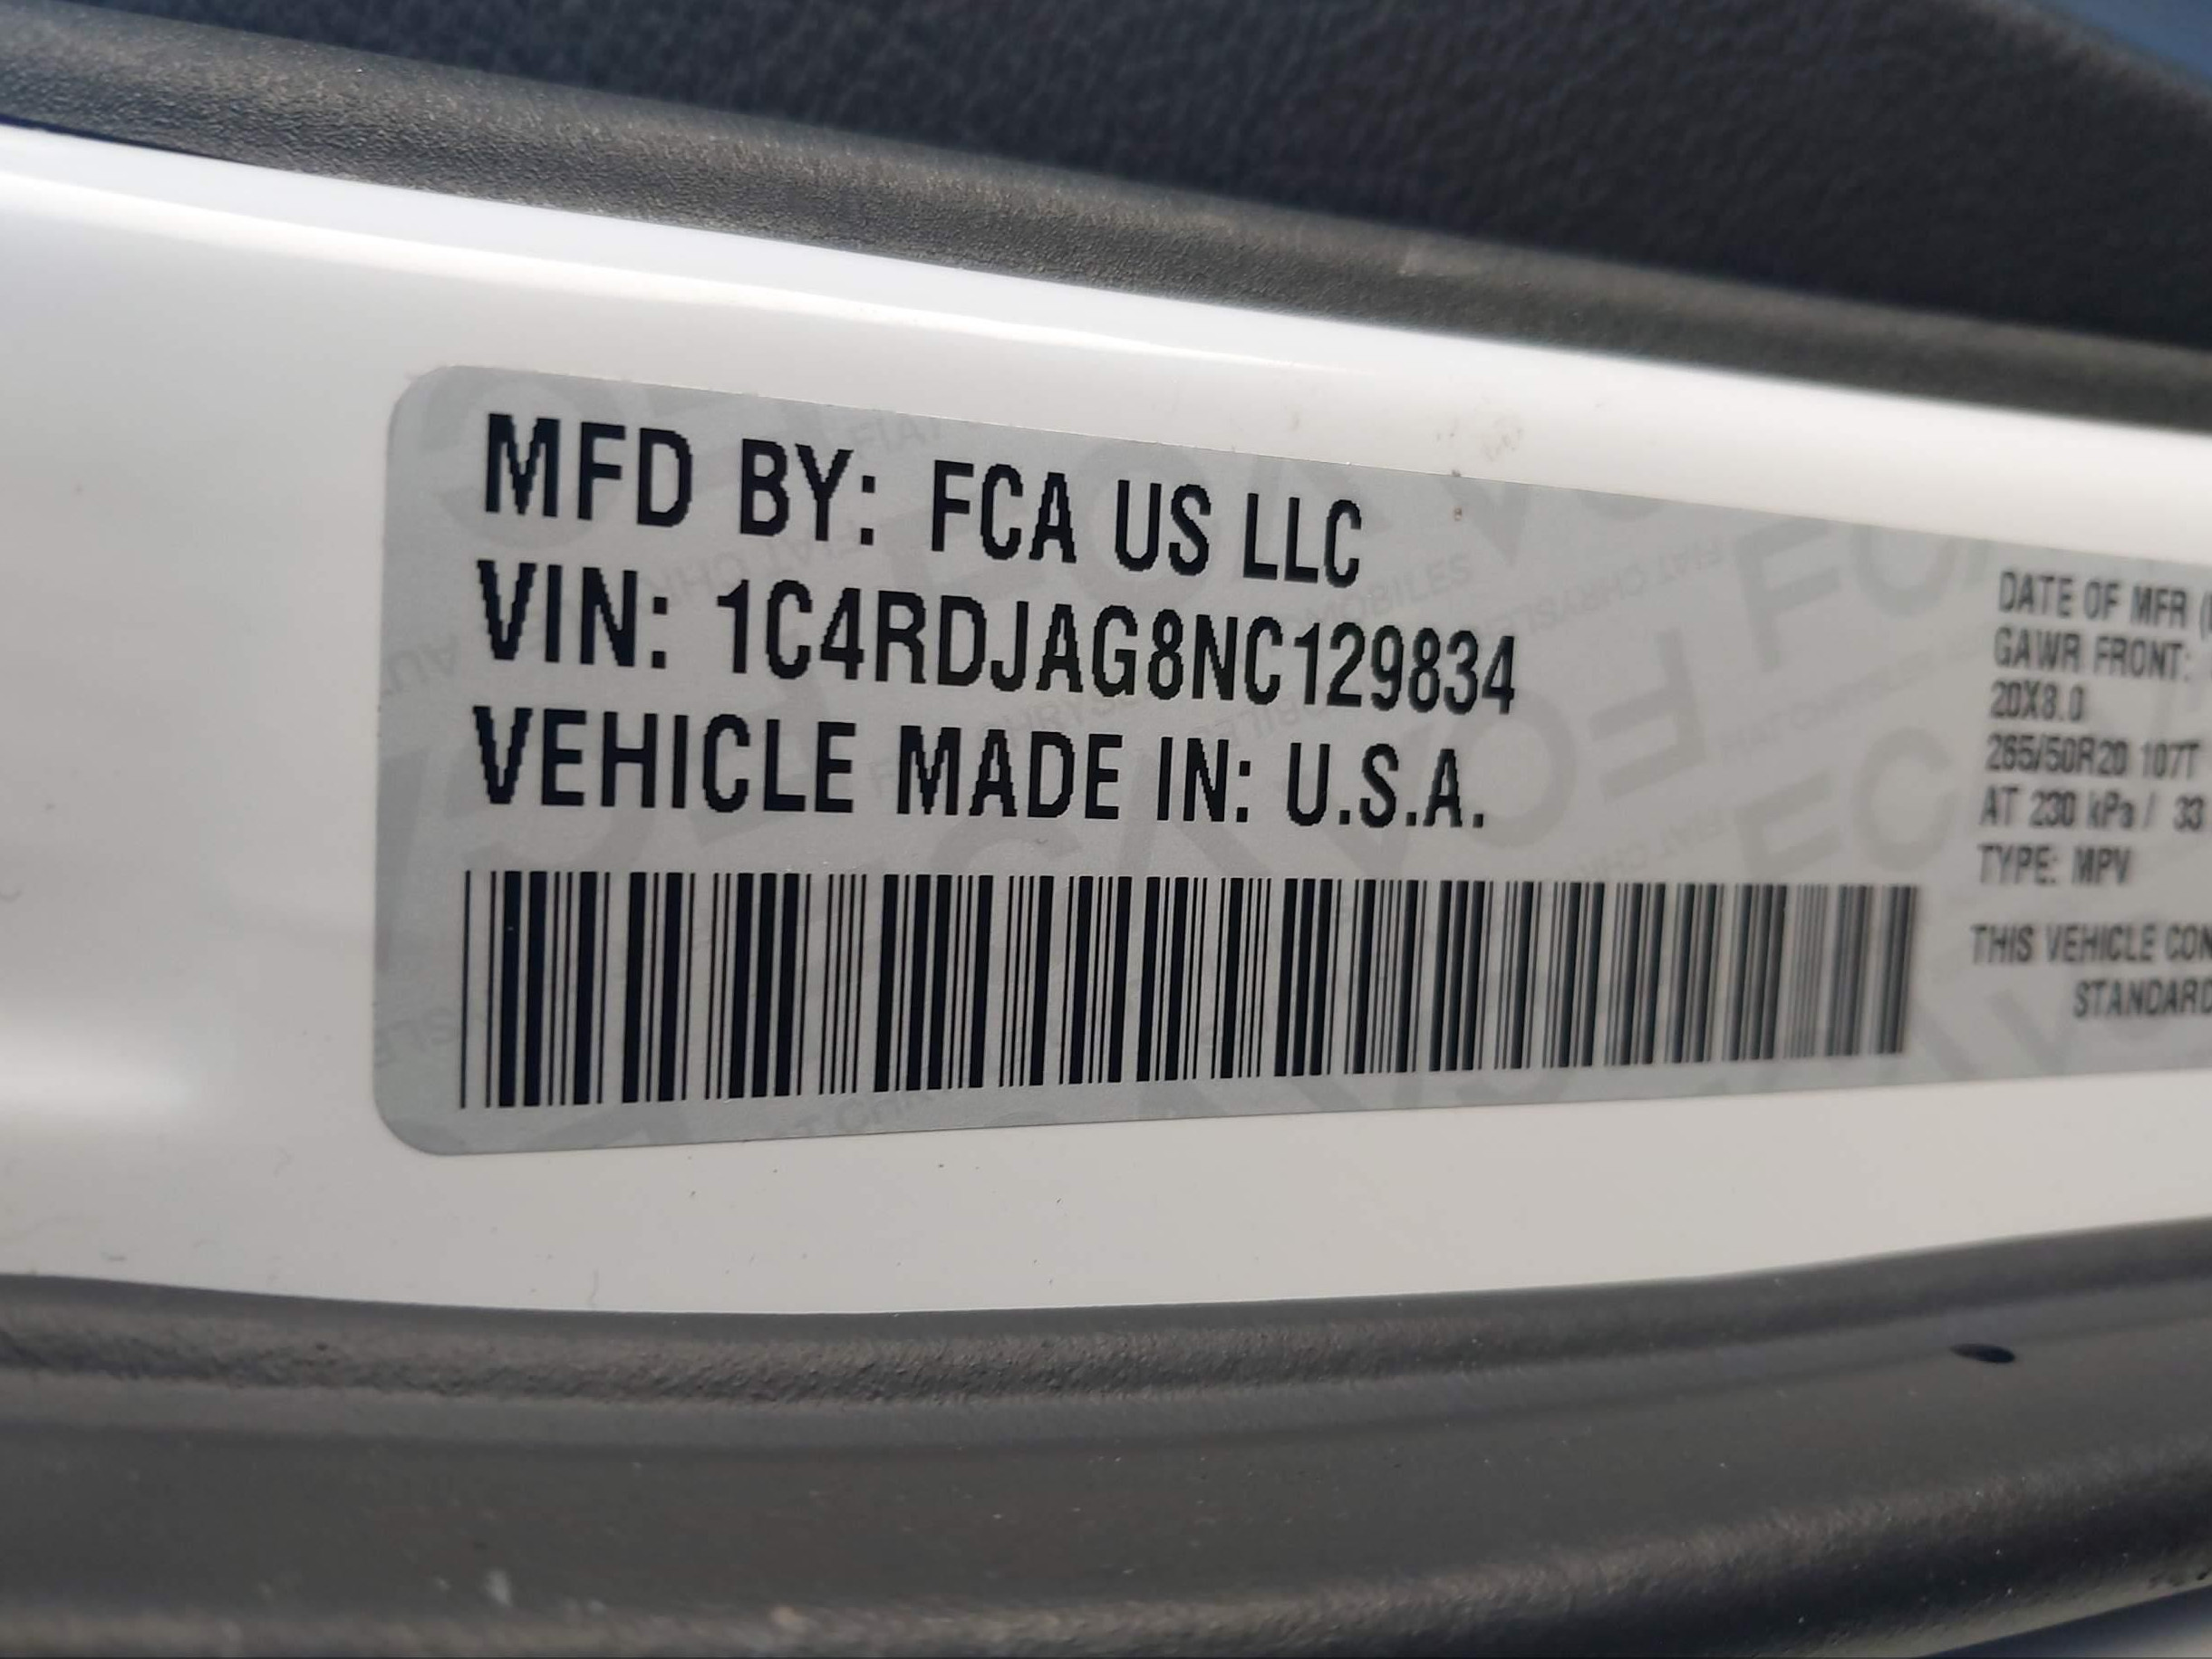 MFD BY: FCA US LLC
VIN: 1C4RDJAG8NC129834
VEHICLE MADE IN: U.S.A.
DATE OF MFR
GAWR FRONT:
20X8.0
265/50R20 107T
AT 230 kPa / 33
TYPE: MPV
THIS VEHICLE
STANDARD